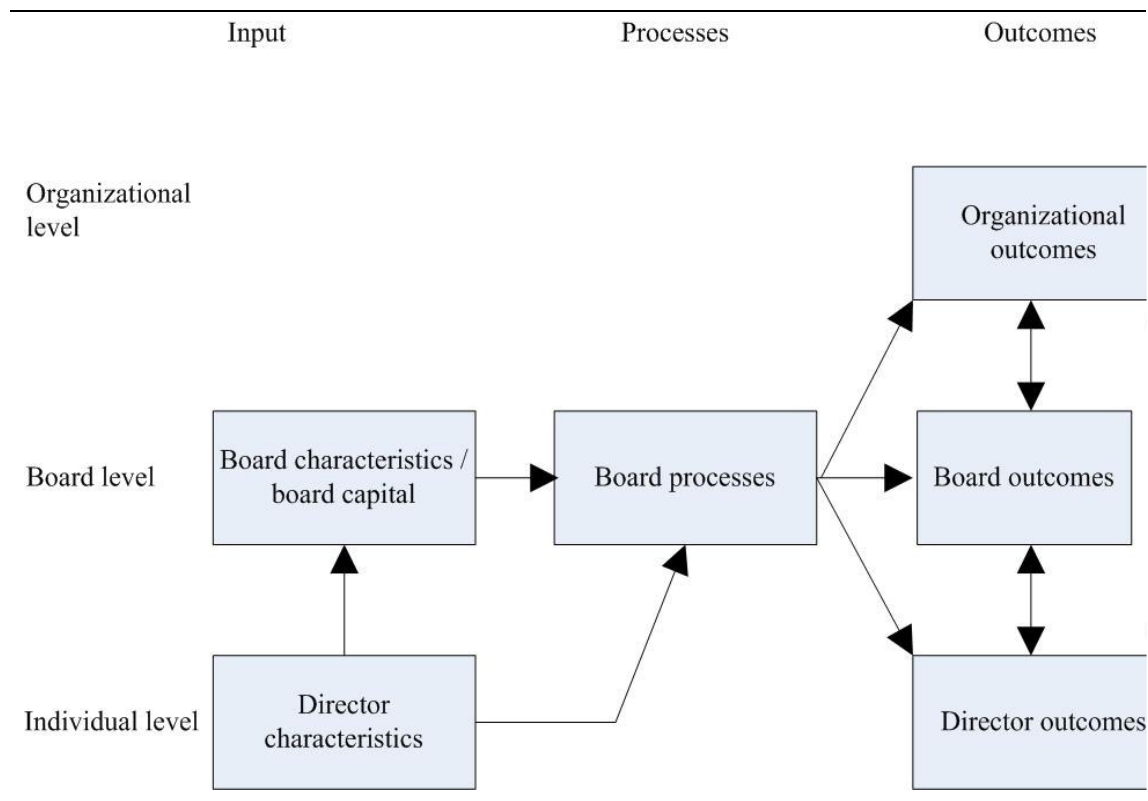 Input
Processes
Outcomes
Organizational
level
Organizational
outcomes
Board level
Board characteristics /
board capital
Board processes
Board outcomes
Individual level
Director
characteristics
Director outcomes